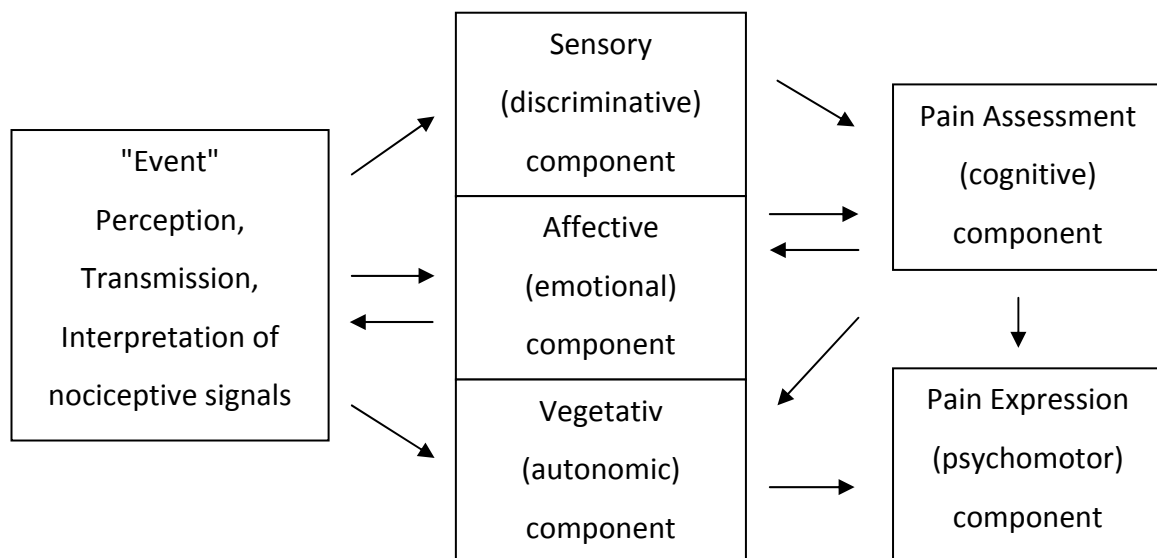 "Event"
Perception,
Transmission,
Interpretation of
nociceptive signals
Sensory
(discriminative)
component
Affective
(emotional)
component
Vegetativ
(autonomic)
component
Pain Assessment
(cognitive)
component
Pain Expression
(psychomotor)
component